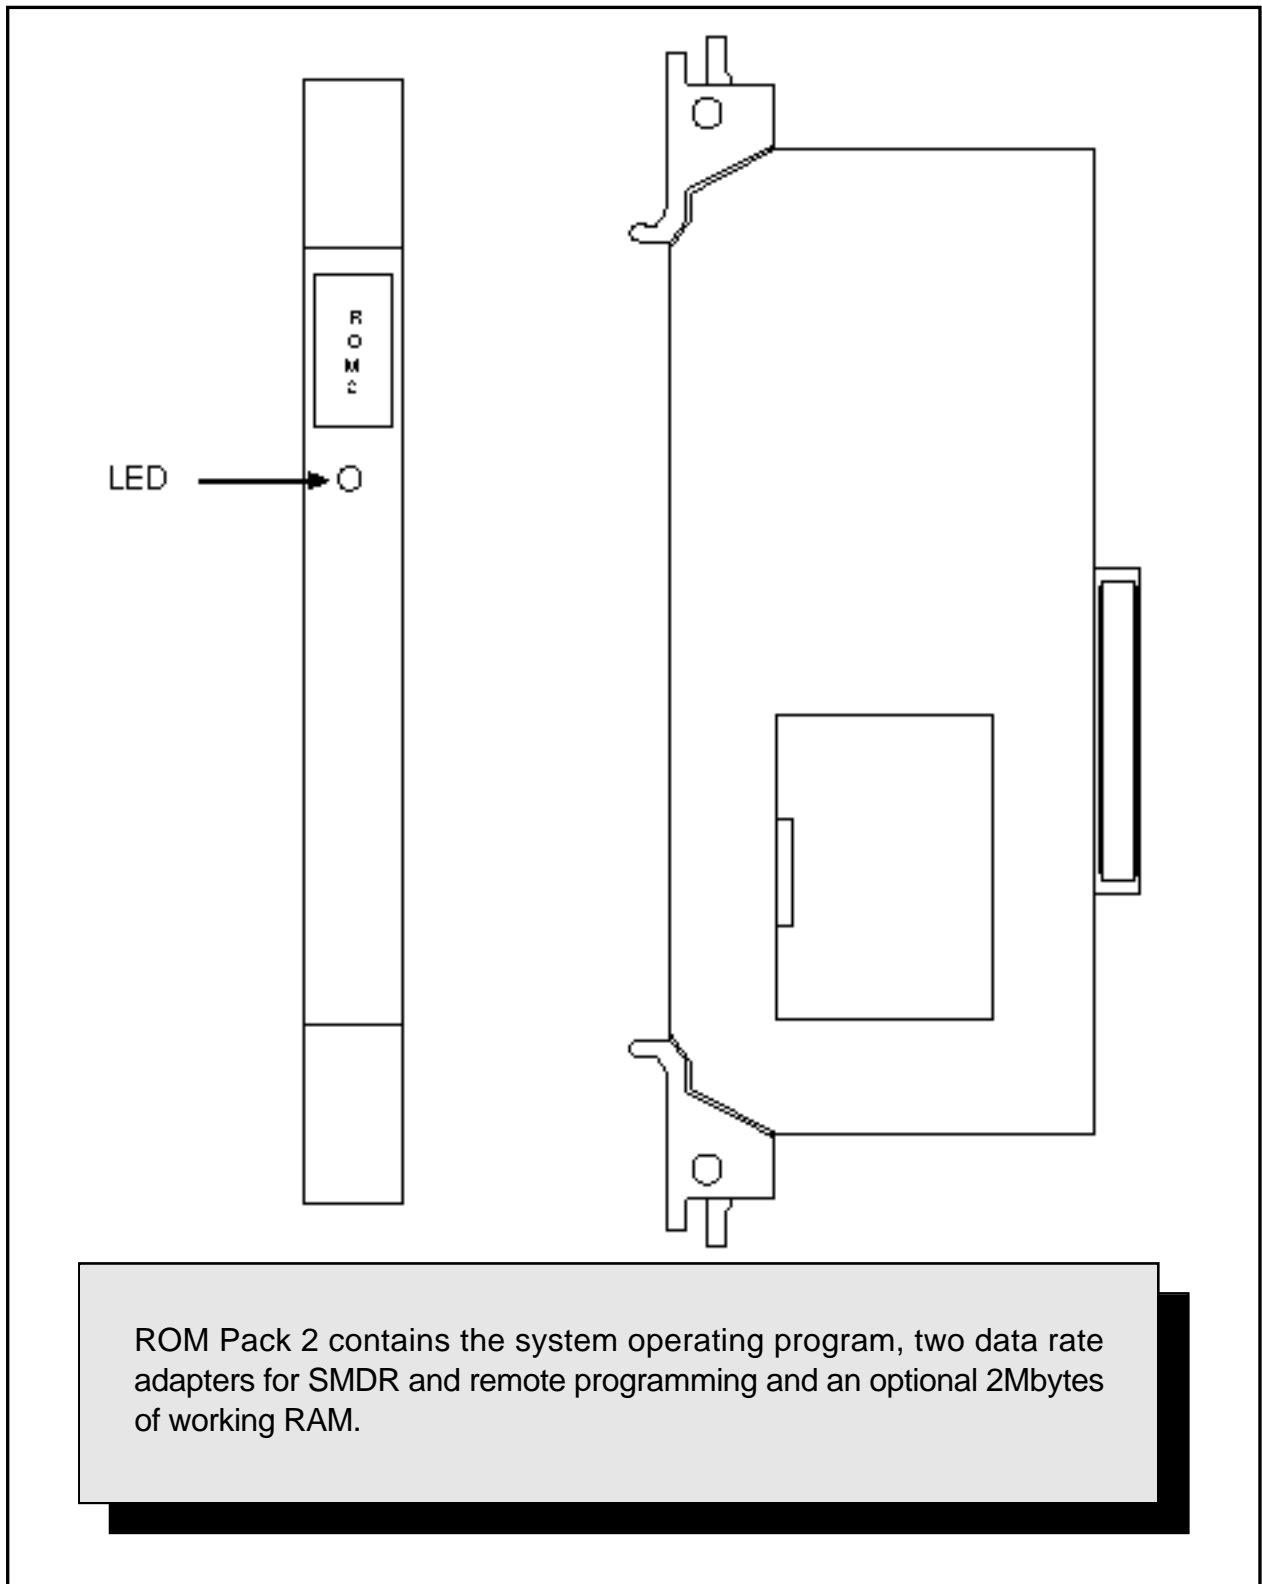 R
O
M
2
LED
ROM Pack 2 contains the system operating program, two data rate
adapters for SMDR and remote programming and an optional 2Mbytes
of working RAM.